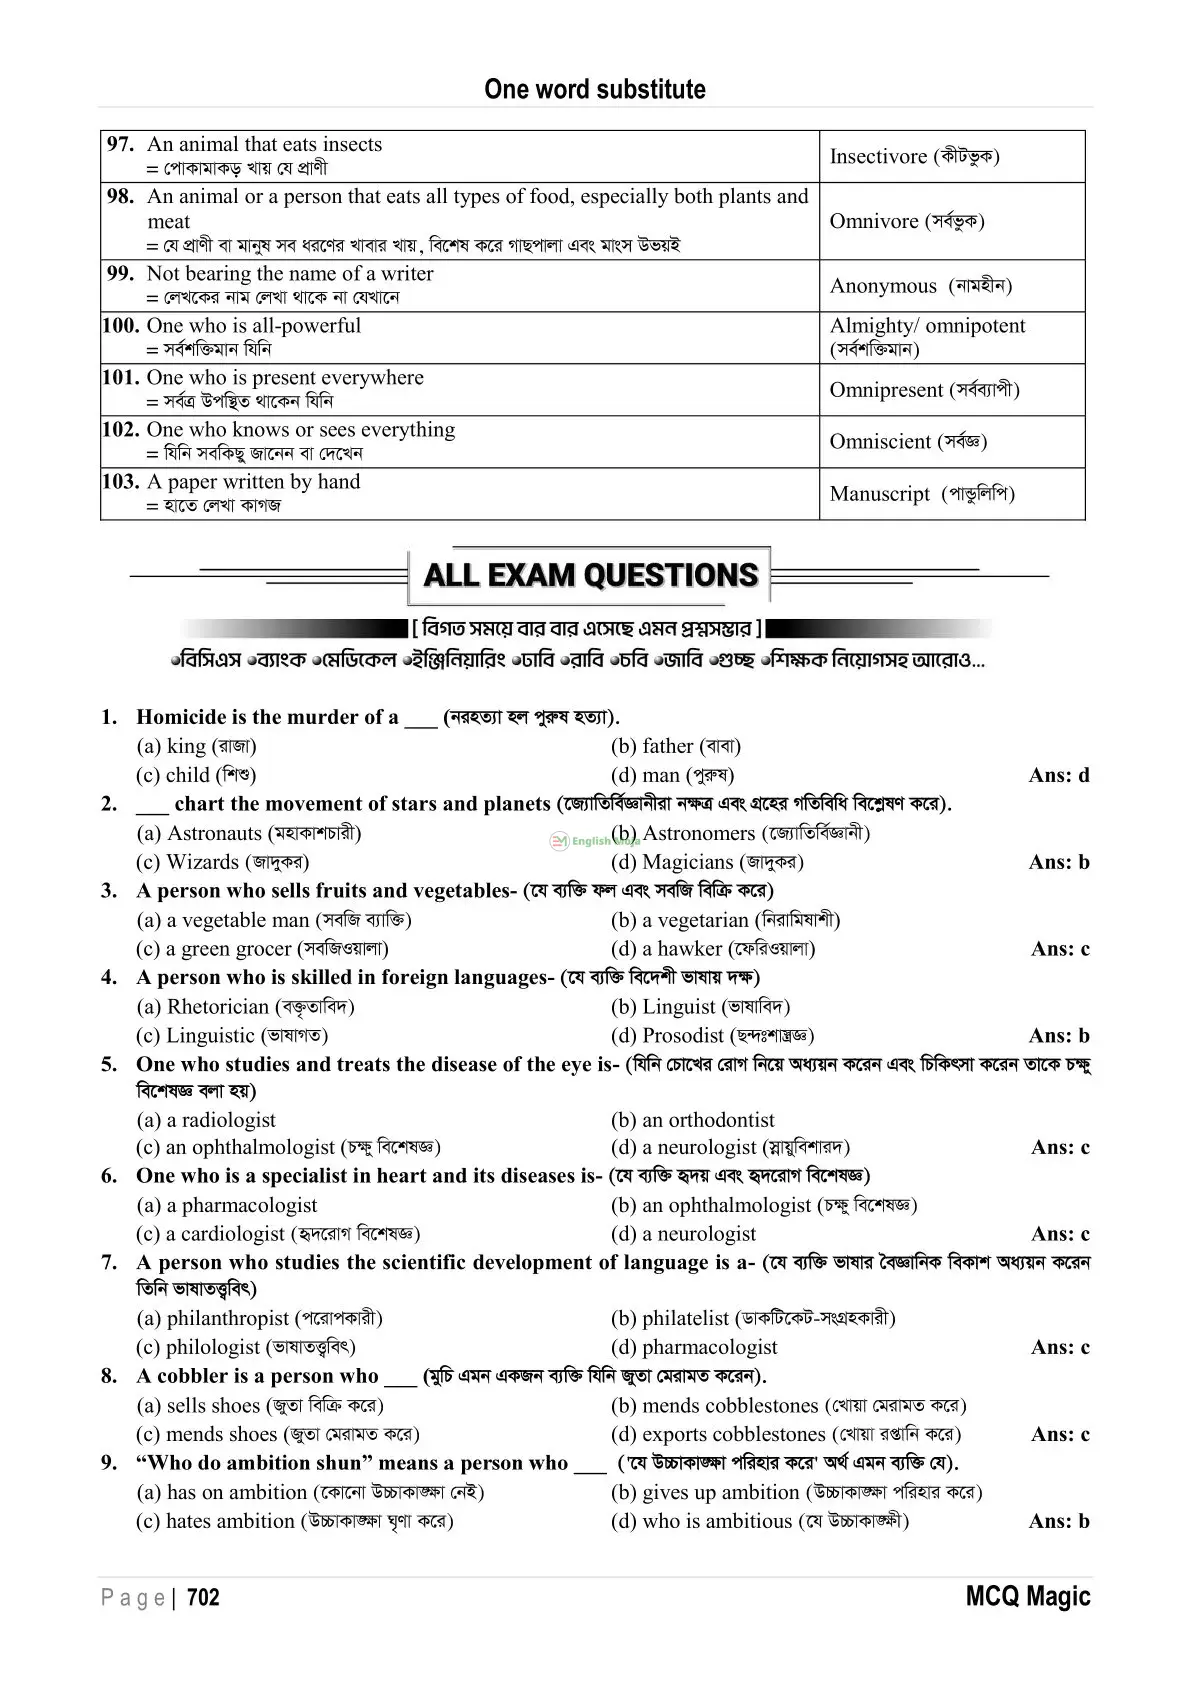 One word substitute
97. An animal that eats insects
= পোকামাকড় খায় যে প্রাণী
Insectivore (কীটভুক)
98. An animal or a person that eats all types of food, especially both plants and
meat
= যে প্রাণী বা মানুষ সব ধরণের খাবার খায়, বিশেষ করে গাছপালা এবং মাংস উভয়ই
Omnivore (সর্বভুক)
99. Not bearing the name of a writer
= লেখকের নাম লেখা থাকে না যেখানে
Anonymous (নামহীন)
100. One who is all-powerful
= সর্বশক্তিমান যিনি
Almighty/ omnipotent
(সর্বশক্তিমান)
101. One who is present everywhere
= সর্বত্র উপস্থিত থাকেন যিনি
Omnipresent (সর্বব্যাপী)
102. One who knows or sees everything
= যিনি সবকিছু জানেন বা দেখেন
Omniscient (সর্বজ্ঞ)
103. A paper written by hand
= হাতে লেখা কাগজ
Manuscript (পান্ডুলিপি)
ALL EXAM QUESTIONS
[ বিগত সময়ে বার বার এসেছে এমন প্রশ্নসম্ভার ]
●বিসিএস ●ব্যাংক ●মেডিকেল ●ইঞ্জিনিয়ারিং ●ঢাবি ●রাবি ●চবি ●জাবি ●গুচ্ছ ●শিক্ষক নিয়োগসহ আরোও...
1. Homicide is the murder of a ___ (নরহত্যা হল পুরুষ হত্যা).
(a) king (রাজা) (b) father (বাবা)
(c) child (শিশু) (d) man (পুরুষ) Ans: d
2. ___ chart the movement of stars and planets (জ্যোতির্বিজ্ঞানীরা নক্ষত্র এবং গ্রহের গতিবিধি বিশ্লেষণ করে).
(a) Astronauts (মহাকাশচারী) (b) Astronomers (জ্যোতির্বিজ্ঞানী)
English Moja
(c) Wizards (জাদুকর) (d) Magicians (জাদুকর) Ans: b
3. A person who sells fruits and vegetables- (যে ব্যক্তি ফল এবং সবজি বিক্রি করে)
(a) a vegetable man (সবজি ব্যাক্তি) (b) a vegetarian (নিরামিষাশী)
(c) a green grocer (সবজিওয়ালা) (d) a hawker (ফেরিওয়ালা) Ans: c
4. A person who is skilled in foreign languages- (যে ব্যক্তি বিদেশী ভাষায় দক্ষ)
(a) Rhetorician (বক্তৃতাবিদ) (b) Linguist (ভাষাবিদ)
(c) Linguistic (ভাষাগত) (d) Prosodist (ছন্দঃশাস্ত্রজ্ঞ) Ans: b
5. One who studies and treats the disease of the eye is- (যিনি চোখের রোগ নিয়ে অধ্যয়ন করেন এবং চিকিৎসা করেন তাকে চক্ষু
বিশেষজ্ঞ বলা হয়)
(a) a radiologist (b) an orthodontist
(c) an ophthalmologist (চক্ষু বিশেষজ্ঞ) (d) a neurologist (স্নায়ুবিশারদ) Ans: c
6. One who is a specialist in heart and its diseases is- (যে ব্যক্তি হৃদয় এবং হৃদরোগ বিশেষজ্ঞ)
(a) a pharmacologist (b) an ophthalmologist (চক্ষু বিশেষজ্ঞ)
(c) a cardiologist (হৃদরোগ বিশেষজ্ঞ) (d) a neurologist Ans: c
7. A person who studies the scientific development of language is a- (যে ব্যক্তি ভাষার বৈজ্ঞানিক বিকাশ অধ্যয়ন করেন
তিনি ভাষাতত্ত্ববিৎ)
(a) philanthropist (পরোপকারী) (b) philatelist (ডাকটিকেট-সংগ্রহকারী)
(c) philologist (ভাষাতত্ত্ববিৎ) (d) pharmacologist Ans: c
8. A cobbler is a person who ___ (মুচি এমন একজন ব্যক্তি যিনি জুতা মেরামত করেন).
(a) sells shoes (জুতা বিক্রি করে) (b) mends cobblestones (খোয়া মেরামত করে)
(c) mends shoes (জুতা মেরামত করে) (d) exports cobblestones (খোয়া রপ্তানি করে) Ans: c
9. “Who do ambition shun” means a person who ___ ('যে উচ্চাকাঙ্ক্ষা পরিহার করে' অর্থ এমন ব্যক্তি যে).
(a) has on ambition (কোনো উচ্চাকাঙ্ক্ষা নেই) (b) gives up ambition (উচ্চাকাঙ্ক্ষা পরিহার করে)
(c) hates ambition (উচ্চাকাঙ্ক্ষা ঘৃণা করে) (d) who is ambitious (যে উচ্চাকাঙ্ক্ষী) Ans: b
Page| 702 MCQ Magic